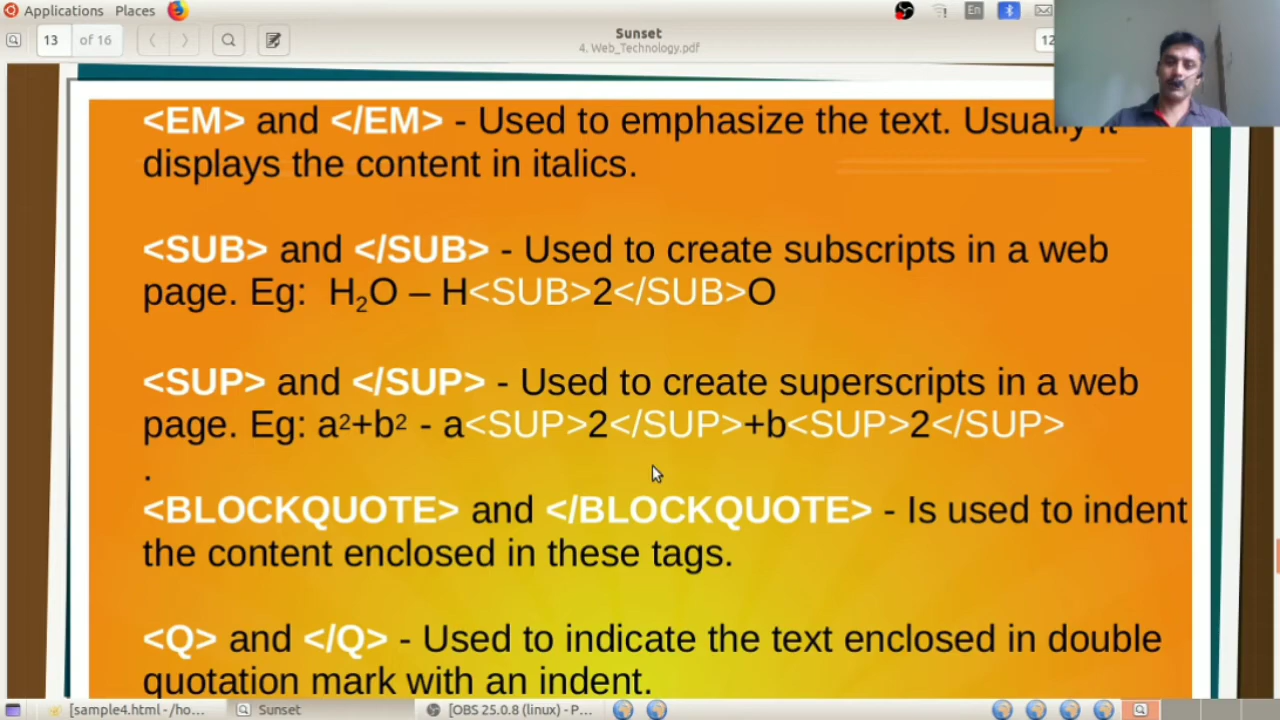 Applications Places En
13 of 16
Sunset
4. Web_Technology.pdf
12
<EM> and </EM> - Used to emphasize the text. Usually it
displays the content in italics.
<SUB> and </SUB> - Used to create subscripts in a web
page. Eg: H₂O – H<SUB>2</SUB>O
<SUP> and </SUP> - Used to create superscripts in a web
page. Eg: a²+b² - a<SUP>2</SUP>+b<SUP>2</SUP>
.
<BLOCKQUOTE> and </BLOCKQUOTE> - Is used to indent
the content enclosed in these tags.
<Q> and </Q> - Used to indicate the text enclosed in double
quotation mark with an indent.
[sample4.html - /ho... Sunset [OBS 25.0.8 (linux) - P...